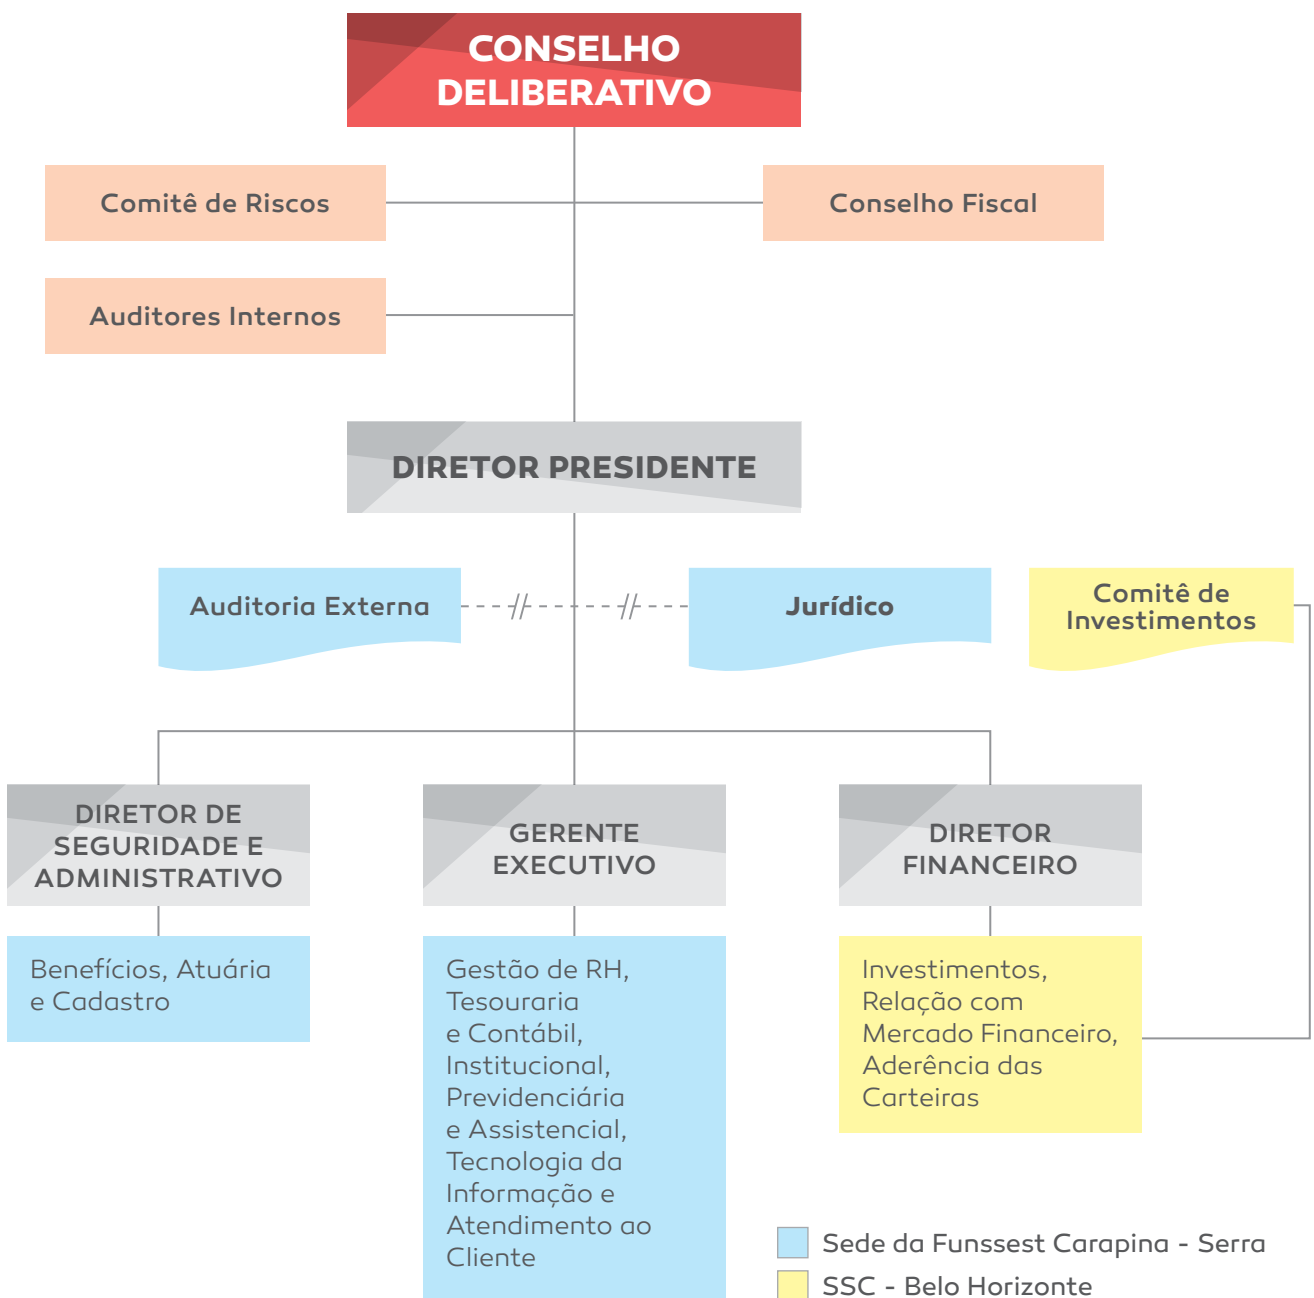 CONSELHO
DELIBERATIVO
Comitê de Riscos
Conselho Fiscal
Auditores Internos
DIRETOR PRESIDENTE
Auditoria Externa
Jurídico
Comitê de
Investimentos
DIRETOR DE
SEGURIDADE E
ADMINISTRATIVO
GERENTE
EXECUTIVO
DIRETOR
FINANCEIRO
Benefícios, Atuária
e Cadastro
Gestão de RH,
Tesouraria
e Contábil,
Institucional,
Previdenciária
e Assistencial,
Tecnologia da
Informação e
Atendimento ao
Cliente
Investimentos,
Relação com
Mercado Financeiro,
Aderência das
Carteiras
Sede da Funssest Carapina - Serra
SSC - Belo Horizonte